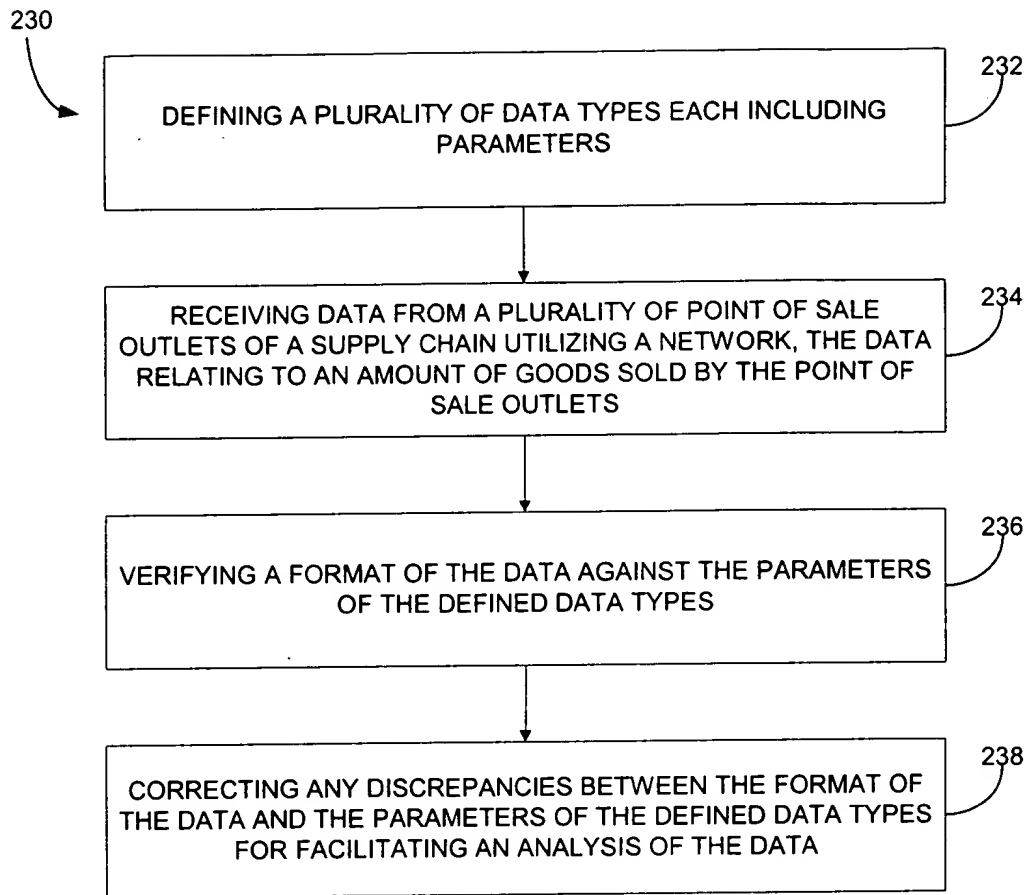 230
232
DEFINING A PLURALITY OF DATA TYPES EACH INCLUDING
PARAMETERS
234
RECEIVING DATA FROM A PLURALITY OF POINT OF SALE
OUTLETS OF A SUPPLY CHAIN UTILIZING A NETWORK, THE DATA
RELATING TO AN AMOUNT OF GOODS SOLD BY THE POINT OF
SALE OUTLETS
236
VERIFYING A FORMAT OF THE DATA AGAINST THE PARAMETERS
OF THE DEFINED DATA TYPES
238
CORRECTING ANY DISCREPANCIES BETWEEN THE FORMAT OF
THE DATA AND THE PARAMETERS OF THE DEFINED DATA TYPES
FOR FACILITATING AN ANALYSIS OF THE DATA